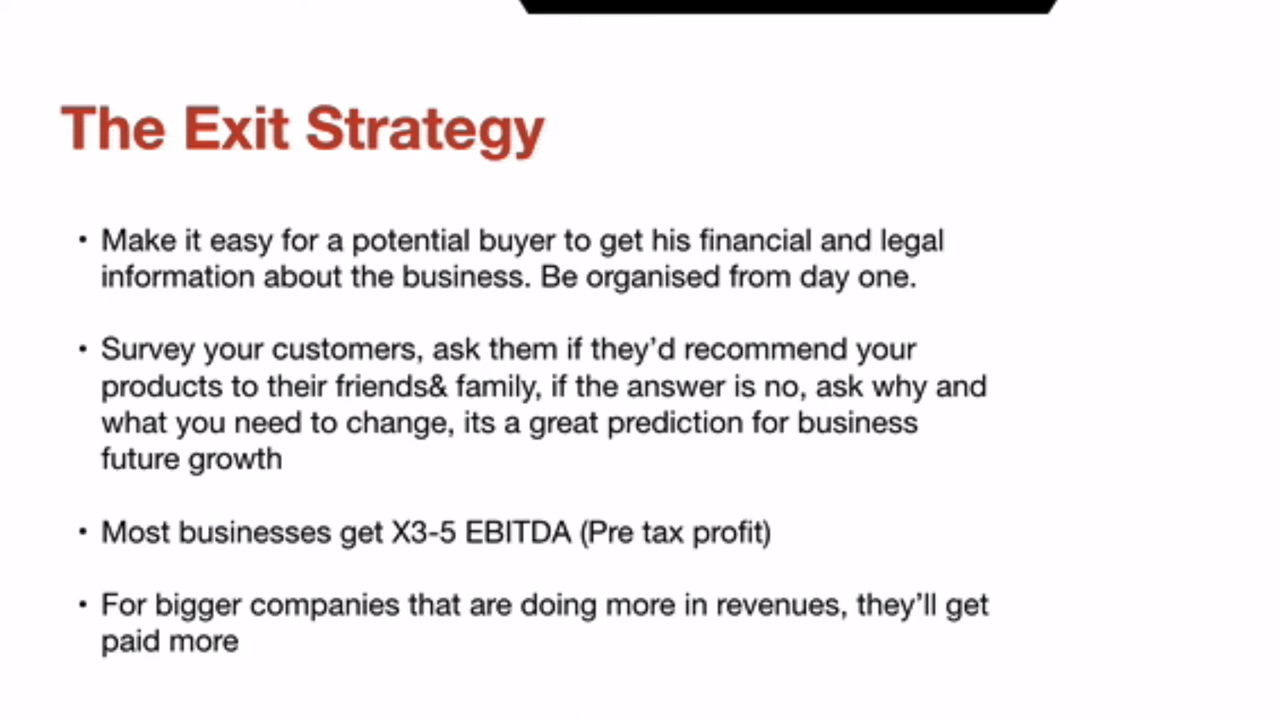 The Exit Strategy
• Make it easy for a potential buyer to get his financial and legal
information about the business. Be organised from day one.
• Survey your customers, ask them if they’d recommend your
products to their friends& family, if the answer is no, ask why and
what you need to change, its a great prediction for business
future growth
• Most businesses get X3-5 EBITDA (Pre tax profit)
• For bigger companies that are doing more in revenues, they’ll get
paid more